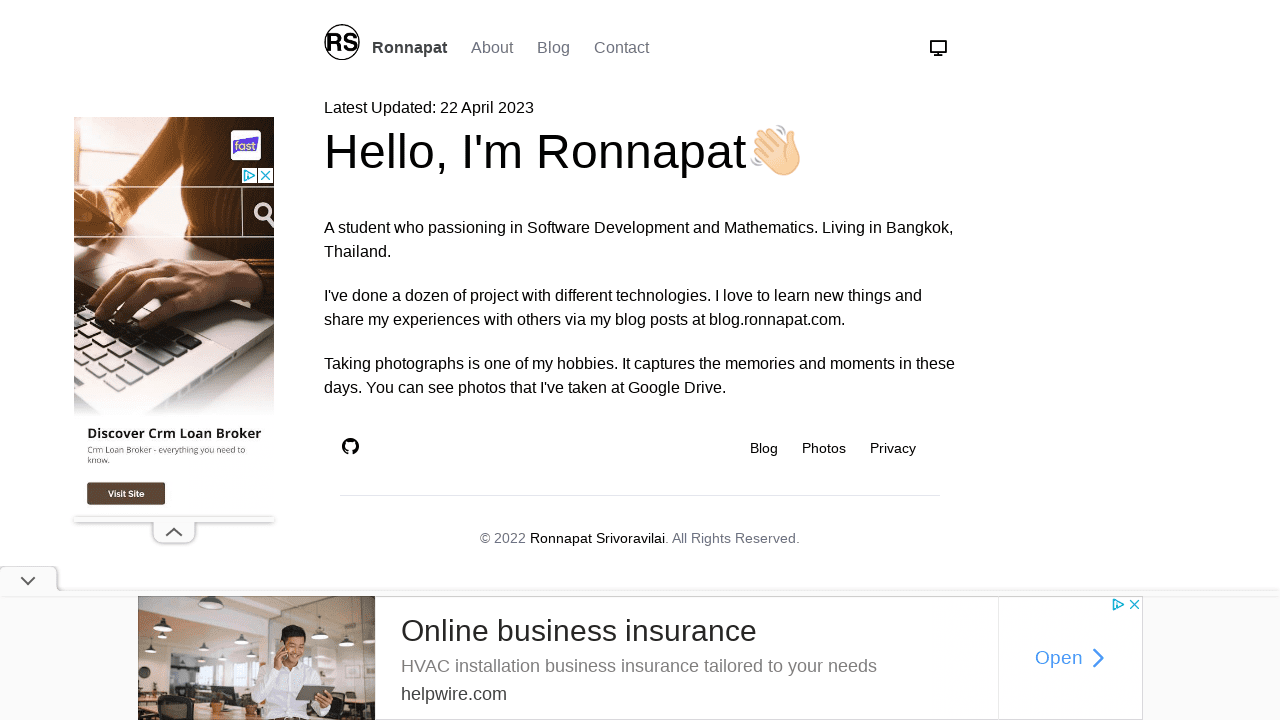 RS
Ronnapat
About
Blog
Contact
Latest Updated: 22 April 2023
Hello, I'm Ronnapat👋🏻
A student who passioning in Software Development and Mathematics. Living in Bangkok,
Thailand.
I've done a dozen of project with different technologies. I love to learn new things and
share my experiences with others via my blog posts at blog.ronnapat.com.
Taking photographs is one of my hobbies. It captures the memories and moments in these
days. You can see photos that I've taken at Google Drive.
Blog
Photos
Privacy
© 2022 Ronnapat Srivoravilai. All Rights Reserved.
fast
Discover Crm Loan Broker
Crm Loan Broker - everything you need to
know.
Visit Site
Online business insurance
HVAC installation business insurance tailored to your needs
helpwire.com
Open